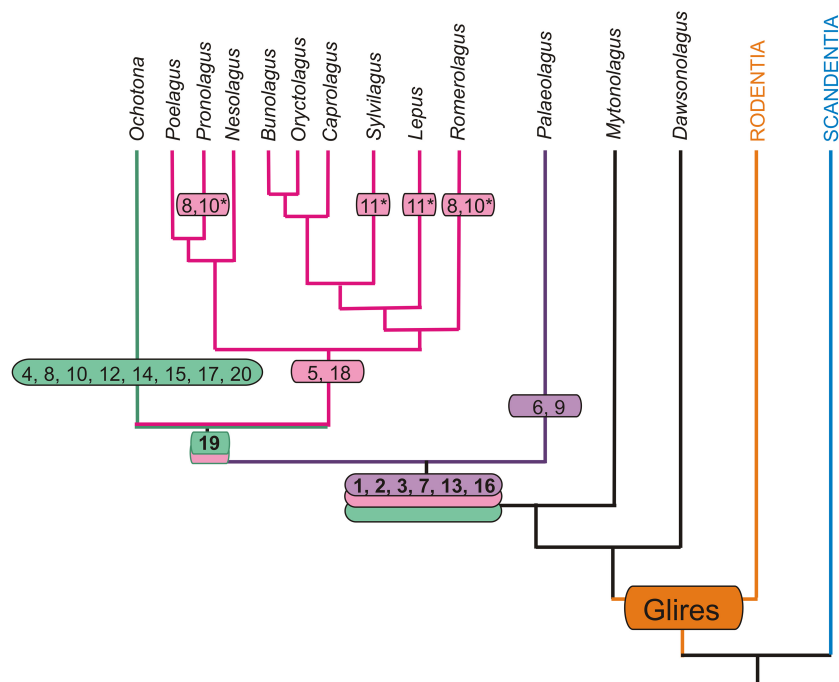 Ochotona
Poelagus
Pronolagus
Nesolagus
Bunolagus
Oryctolagus
Caprolagus
Sylvilagus
Lepus
Romerolagus
Palaeolagus
Mytonolagus
Dawsonolagus
RODENTIA
SCANDENTIA
8,10*
11*
11*
8,10*
4, 8, 10, 12, 14, 15, 17, 20
5, 18
6, 9
19
1, 2, 3, 7, 13, 16
Glires